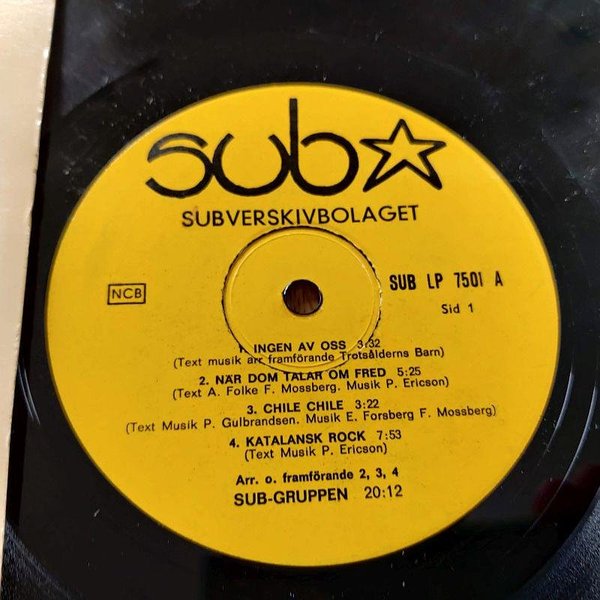 sub
SUBVERSKIVBOLAGET
NCB
SUB LP 7501 A
Sid 1
1. INGEN AV OSS 3:32
(Text musik arr framförande Trotsålderns Barn)
2. NÄR DOM TALAR OM FRED 5:25
(Text A. Folke F. Mossberg. Musik P. Ericson)
3. CHILE CHILE 3:22
(Text Musik P. Gulbrandsen. Musik E. Forsberg F. Mossberg)
4. KATALANSK ROCK 7:53
(Text Musik P. Ericson)
Arr. o. framförande 2, 3, 4
SUB-GRUPPEN 20:12